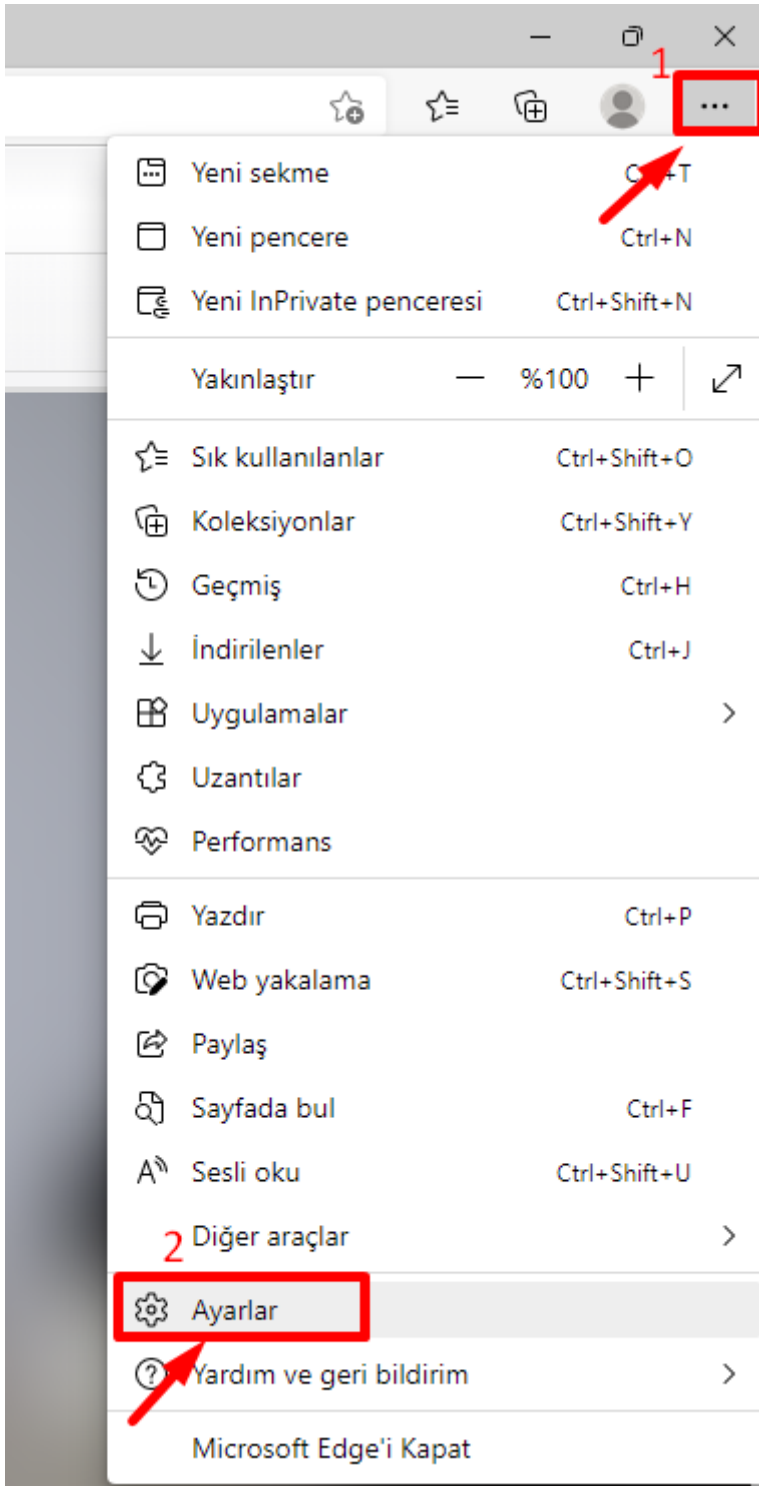 1
Yeni sekme Ctrl+T
Yeni pencere Ctrl+N
Yeni InPrivate penceresi Ctrl+Shift+N
Yakınlaştır — %100 +
Sık kullanılanlar Ctrl+Shift+O
Koleksiyonlar Ctrl+Shift+Y
Geçmiş Ctrl+H
İndirilenler Ctrl+J
Uygulamalar
Uzantılar
Performans
Yazdır Ctrl+P
Web yakalama Ctrl+Shift+S
Paylaş
Sayfada bul Ctrl+F
Sesli oku Ctrl+Shift+U
Diğer araçlar
2
Ayarlar
Yardım ve geri bildirim
Microsoft Edge'i Kapat